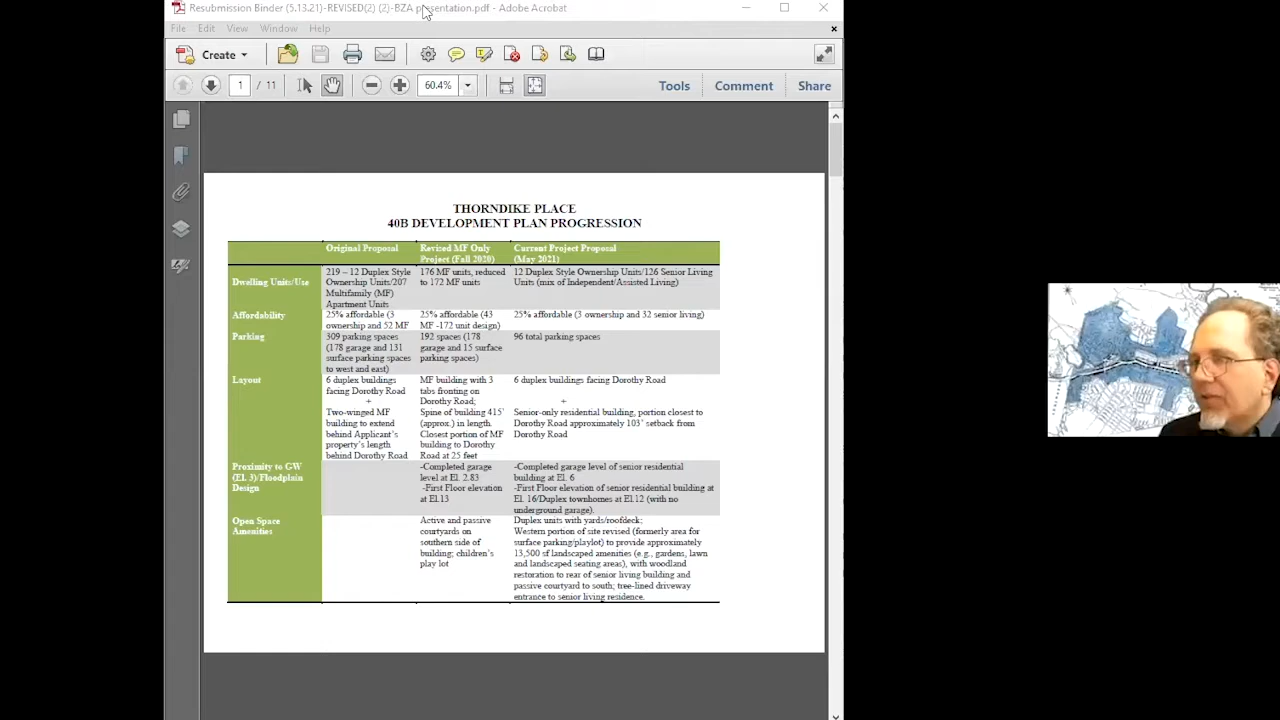 Resubmission Binder (5.13.21)-REVISED(2) (2)-BZA presentation.pdf - Adobe Acrobat
File Edit View Window Help
Create
1 / 11 60.4% Tools Comment Share
THORNDIKE PLACE
40B DEVELOPMENT PLAN PROGRESSION
Original Proposal
Revised MF Only
Project (Fall 2020)
Current Project Proposal
(May 2021)
Dwelling Units/Use
219 – 12 Duplex Style
Ownership Units/207
Multifamily (MF)
Apartment Units
176 MF units, reduced
to 172 MF units
12 Duplex Style Ownership Units/126 Senior Living
Units (mix of Independent/Assisted Living)
Affordability
25% affordable (3
ownership and 52 MF
25% affordable (43
MF -172 unit design)
25% affordable (3 ownership and 32 senior living)
Parking
309 parking spaces
(178 garage and 131
surface parking spaces
to west and east)
192 spaces (178
garage and 15 surface
parking spaces)
96 total parking spaces
Layout
6 duplex buildings
facing Dorothy Road
+
Two-winged MF
building to extend
behind Applicant's
property's length
behind Dorothy Road
MF building with 3
tabs fronting on
Dorothy Road;
Spine of building 415'
(approx.) in length.
Closest portion of MF
building to Dorothy
Road at 25 feet
6 duplex buildings facing Dorothy Road
+
Senior-only residential building, portion closest to
Dorothy Road approximately 103' setback from
Dorothy Road
Proximity to GW
(El. 3)/Floodplain
Design
-Completed garage
level at El. 2.83
-First Floor elevation
at El.13
-Completed garage level of senior residential
building at El. 6
-First Floor elevation of senior residential building at
El. 16/Duplex townhomes at El.12 (with no
underground garage).
Open Space
Amenities
Active and passive
courtyards on
southern side of
building; children's
play lot
Duplex units with yards/roofdeck;
Western portion of site revised (formerly area for
surface parking/playlot) to provide approximately
13,500 sf landscaped amenities (e.g., gardens, lawn
and landscaped seating areas), with woodland
restoration to rear of senior living building and
passive courtyard to south; tree-lined driveway
entrance to senior living residence.